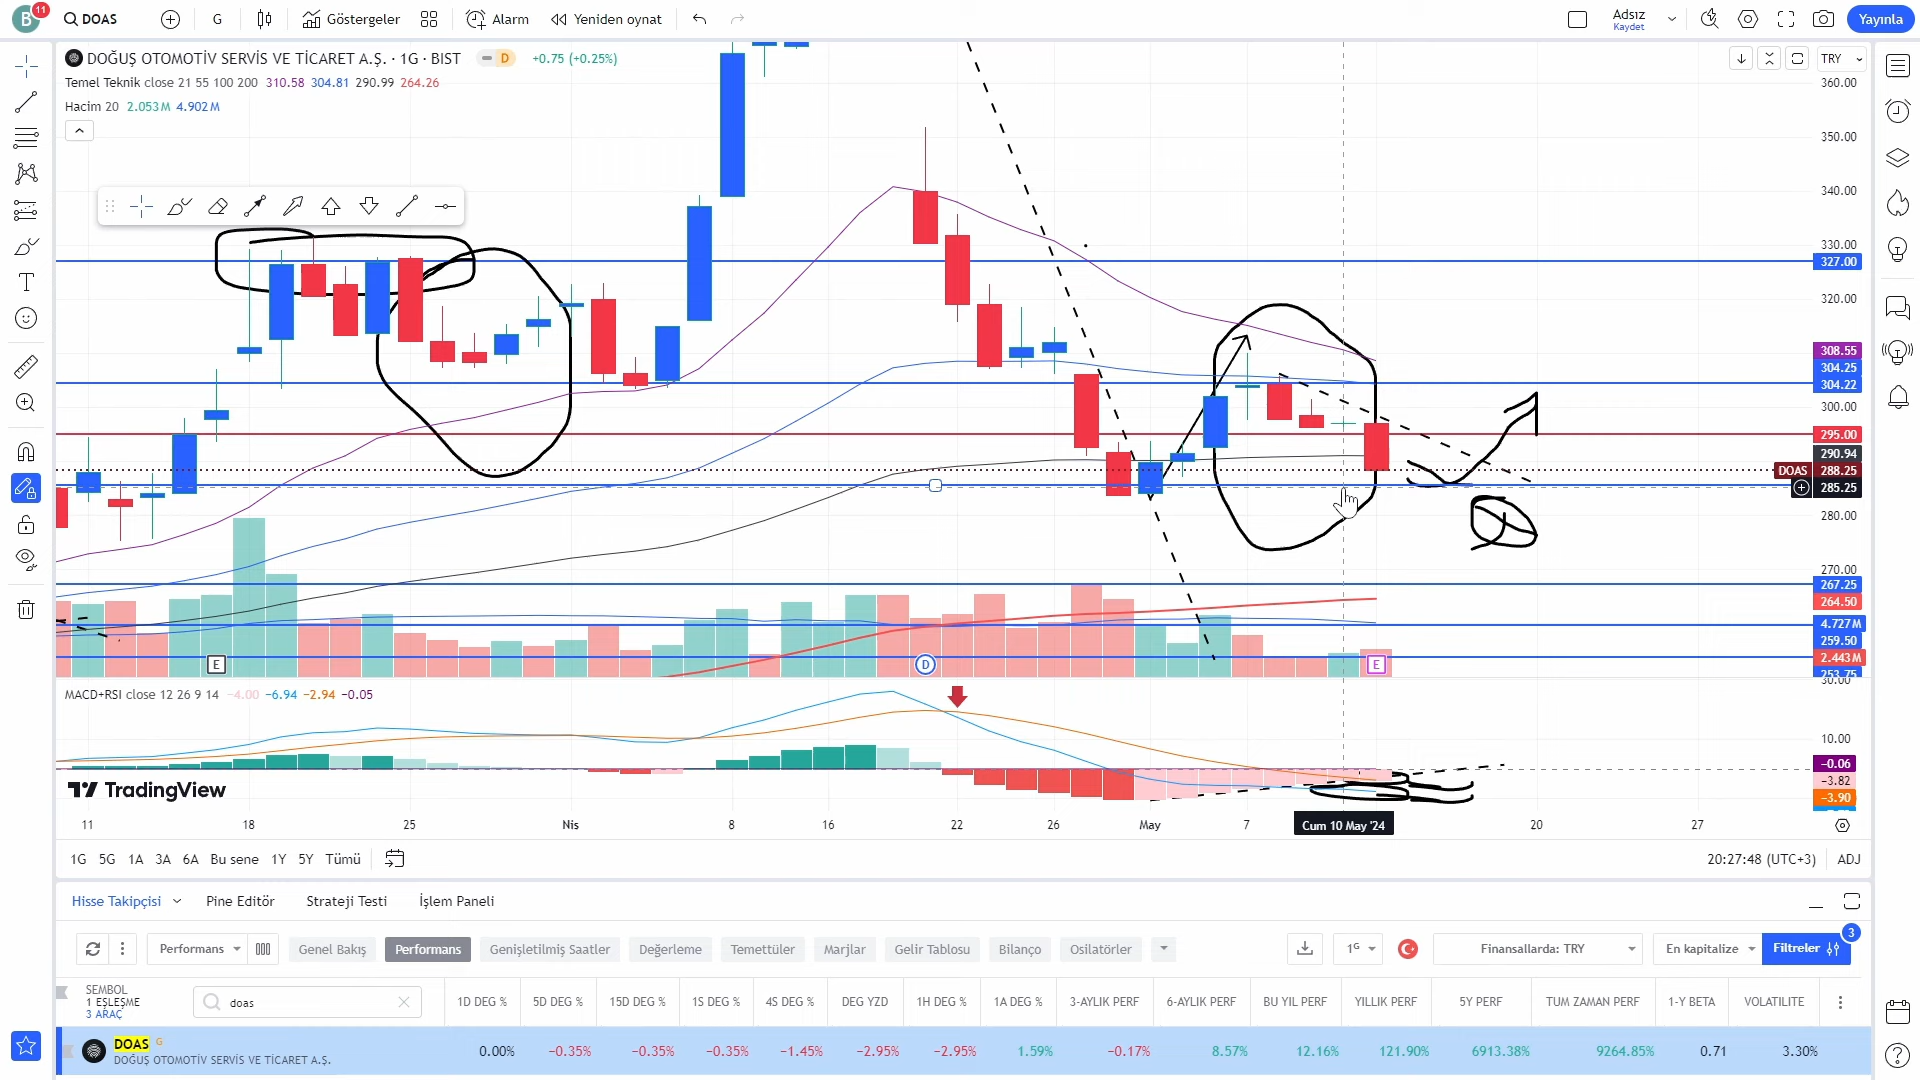 B
11
DOAS
G
Göstergeler
Alarm
Yeniden oynat
Adsız
Kaydet
Yayınla
DOĞUŞ OTOMOTİV SERVİS VE TİCARET A.Ş. · 1G · BIST
D
+0.75 (+0.25%)
TRY
Temel Teknik close 21 55 100 200 310.58 304.81 290.99 264.26
Hacim 20 2.053M 4.902M
360.00
350.00
340.00
330.00
327.00
320.00
308.55
304.25
304.22
300.00
295.00
290.94
DOAS 288.25
285.25
280.00
270.00
267.25
264.50
4.727M
259.50
2.443M
253.75
E
D
E
MACD+RSI close 12 26 9 14 −4.00 −6.94 −2.94 −0.05
30.00
10.00
−0.06
−3.82
−3.90
TradingView
11 18 25 Nis 8 16 22 26 May 7 Cum 10 May '24 20 27
1G 5G 1A 3A 6A Bu sene 1Y 5Y Tümü
20:27:48 (UTC+3) ADJ
Hisse Takipçisi Pine Editör Strateji Testi İşlem Paneli
Performans Genel Bakış Performans Genişletilmiş Saatler Değerleme Temettüler Marjlar Gelir Tablosu Bilanço Osilatörler 1G Finansallarda: TRY En kapitalize Filtreler 3
SEMBOL
1 EŞLEŞME
3 ARAÇ
doas
1D DEG % 5D DEG % 15D DEG % 1S DEG % 4S DEG % DEG YZD 1H DEG % 1A DEG % 3-AYLIK PERF 6-AYLIK PERF BU YIL PERF YILLIK PERF 5Y PERF TUM ZAMAN PERF 1-Y BETA VOLATILITE
DOAS G
DOĞUŞ OTOMOTİV SERVİS VE TİCARET A.Ş.
0.00% −0.35% −0.35% −0.35% −1.45% −2.95% −2.95% 1.59% −0.17% 8.57% 12.16% 121.90% 6913.38% 9264.85% 0.71 3.30%